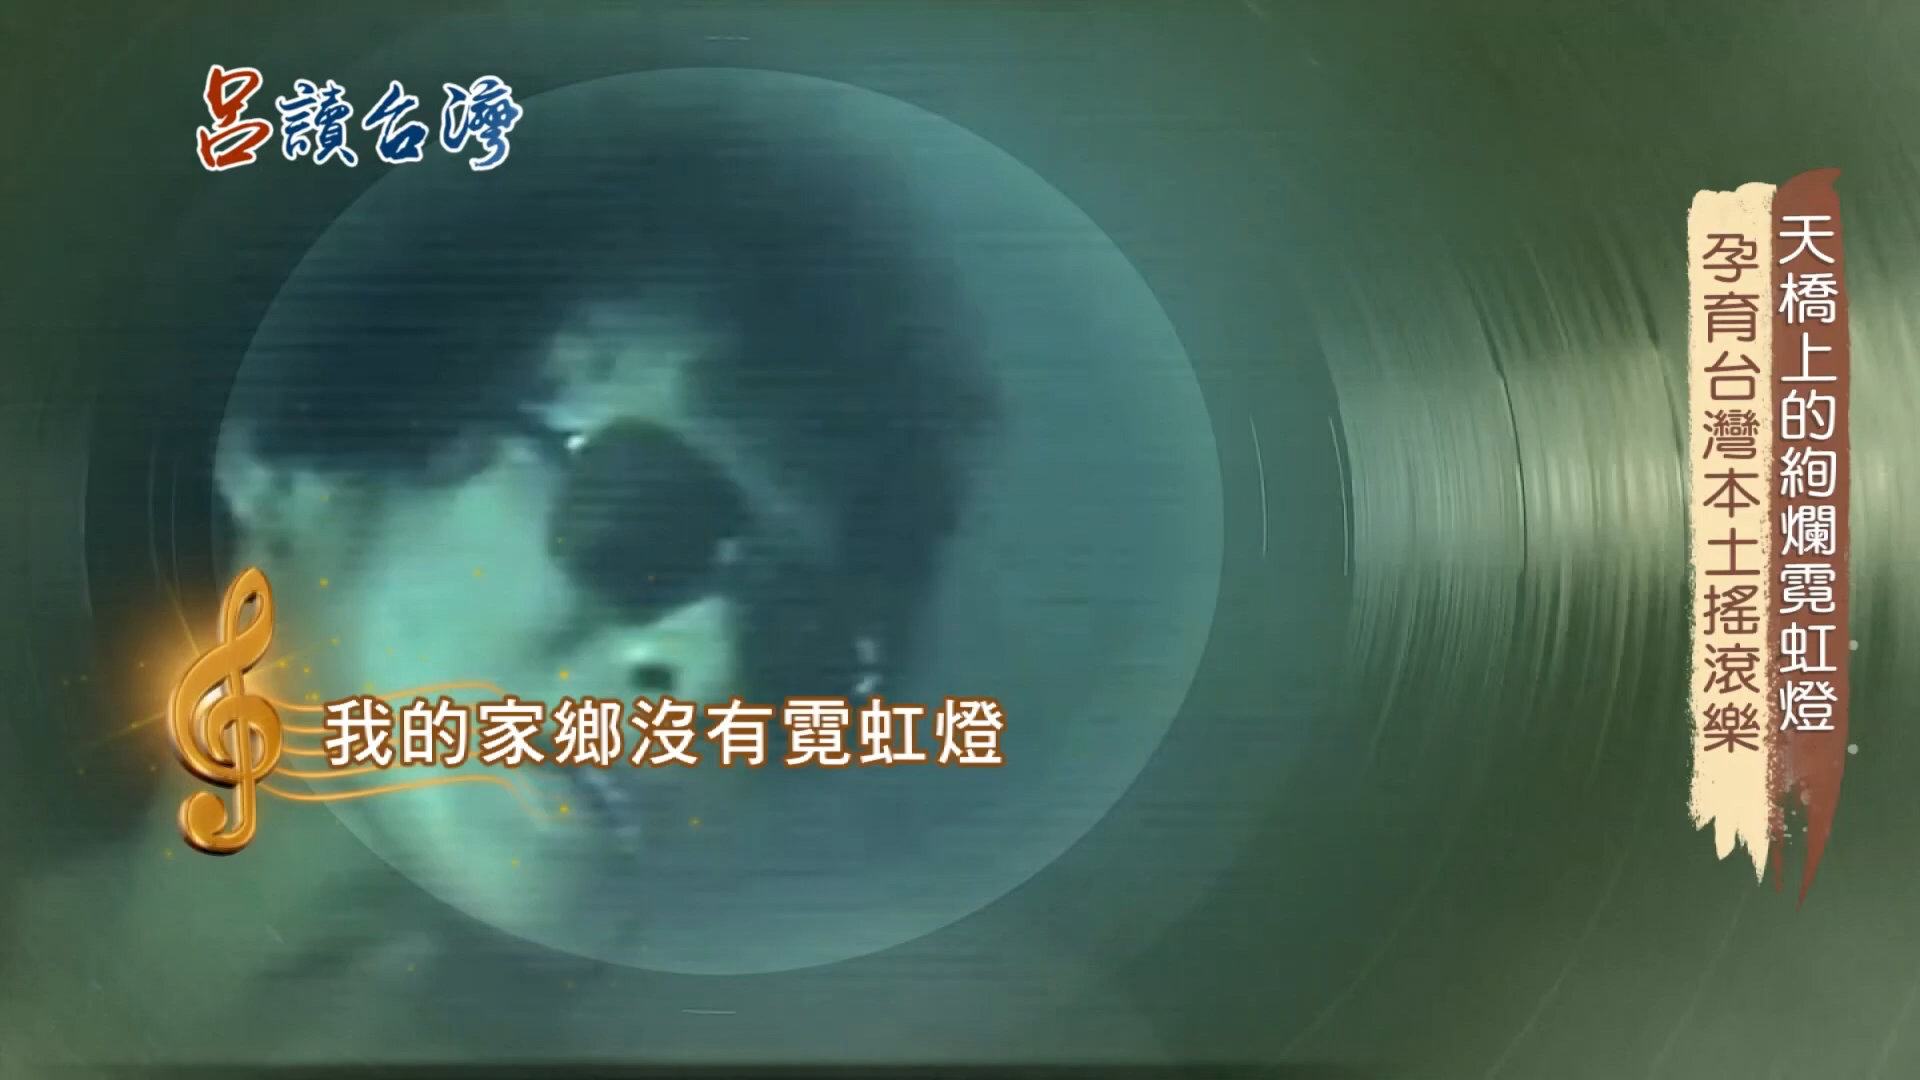 呂讀台灣
天橋上的絢爛霓虹燈
孕育台灣本土搖滾樂
我的家鄉沒有霓虹燈